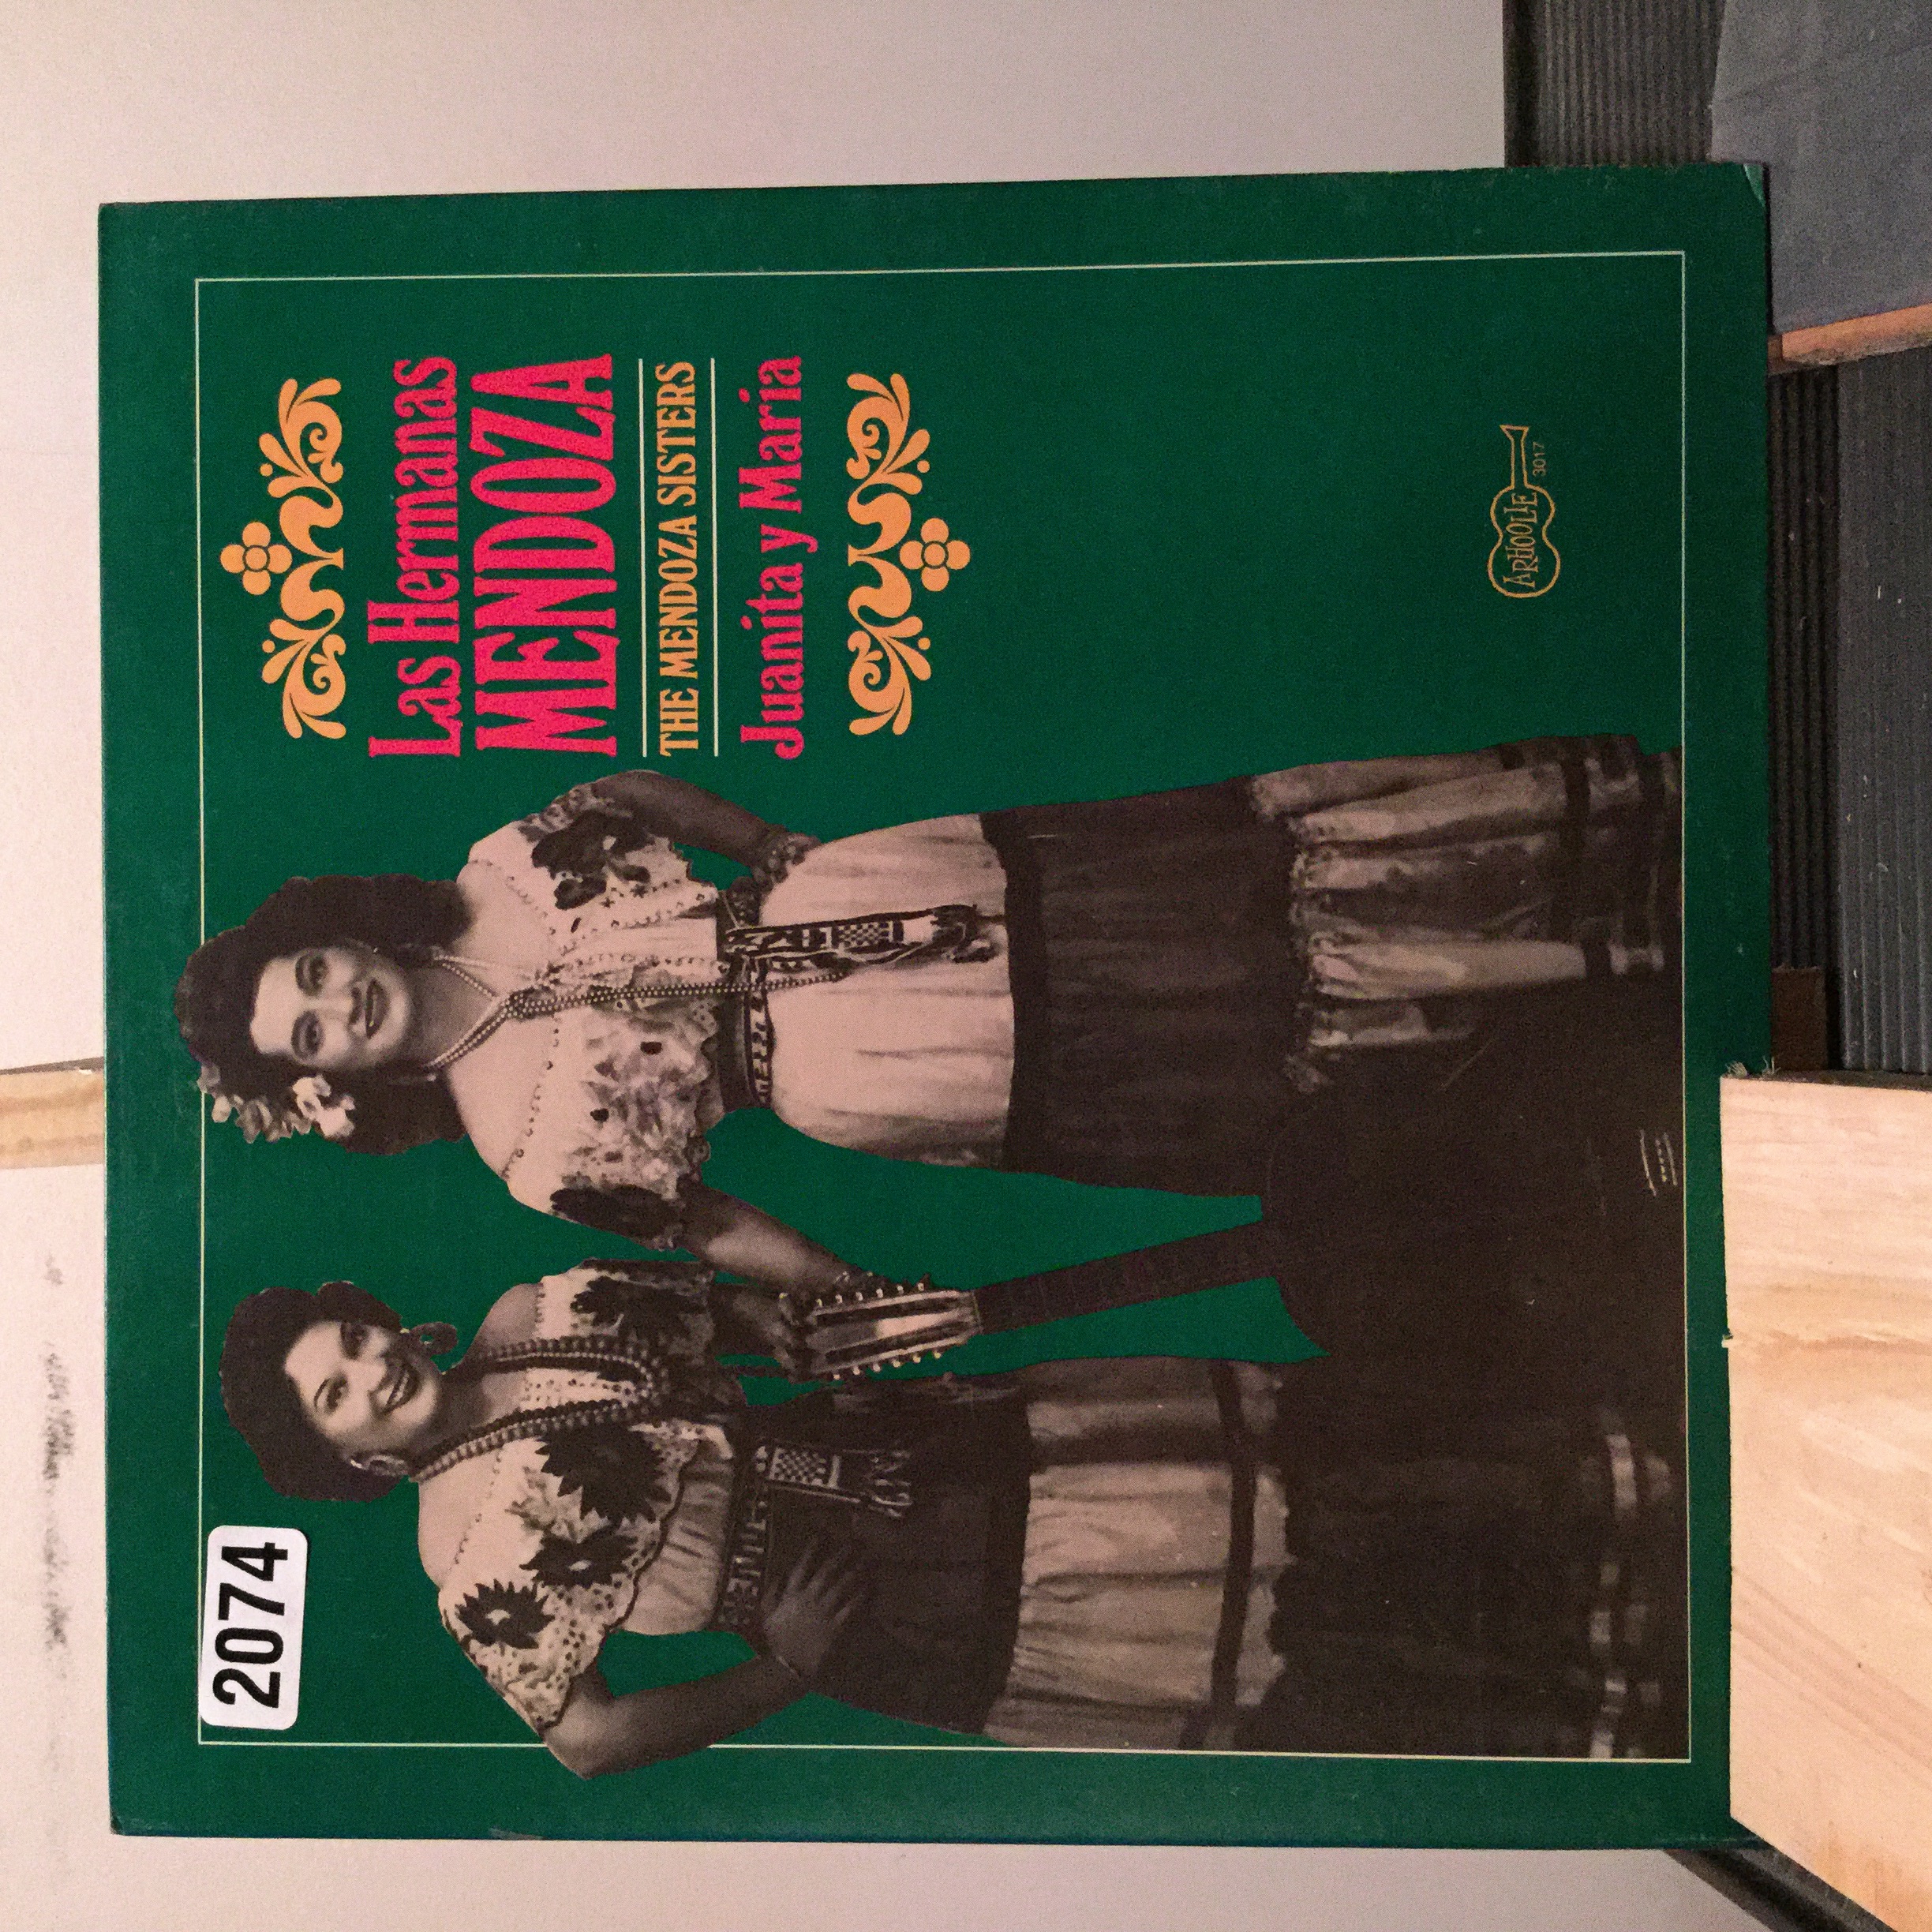 2074
Las Hermanas
MENDOZA
THE MENDOZA SISTERS
Juanita y María
ARHOOLIE
3017